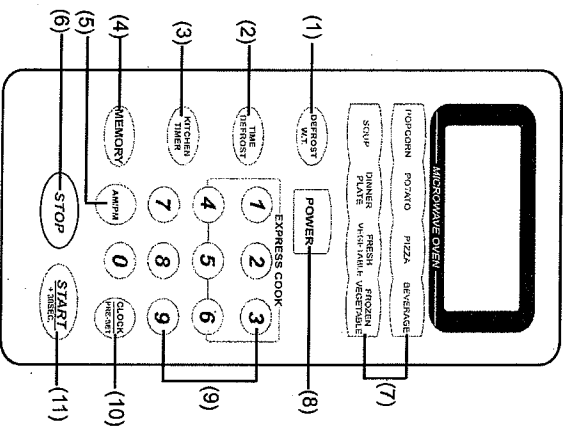 MICROWAVE OVEN
POPCORN POTATO PIZZA BEVERAGE
SOUP DINNER PLATE FRESH VEGETABLE FROZEN VEGETABLE
(7)
(1)
DEFROST W.T.
POWER
(8)
(2)
TIME DEFROST
EXPRESS COOK
1 2 3
(3)
KITCHEN TIMER
4 5 6
(9)
(4)
MEMORY
7 8 9
(5)
AM/PM
0
CLOCK
PRE-SET
(10)
(6)
STOP
START
+30SEC.
(11)